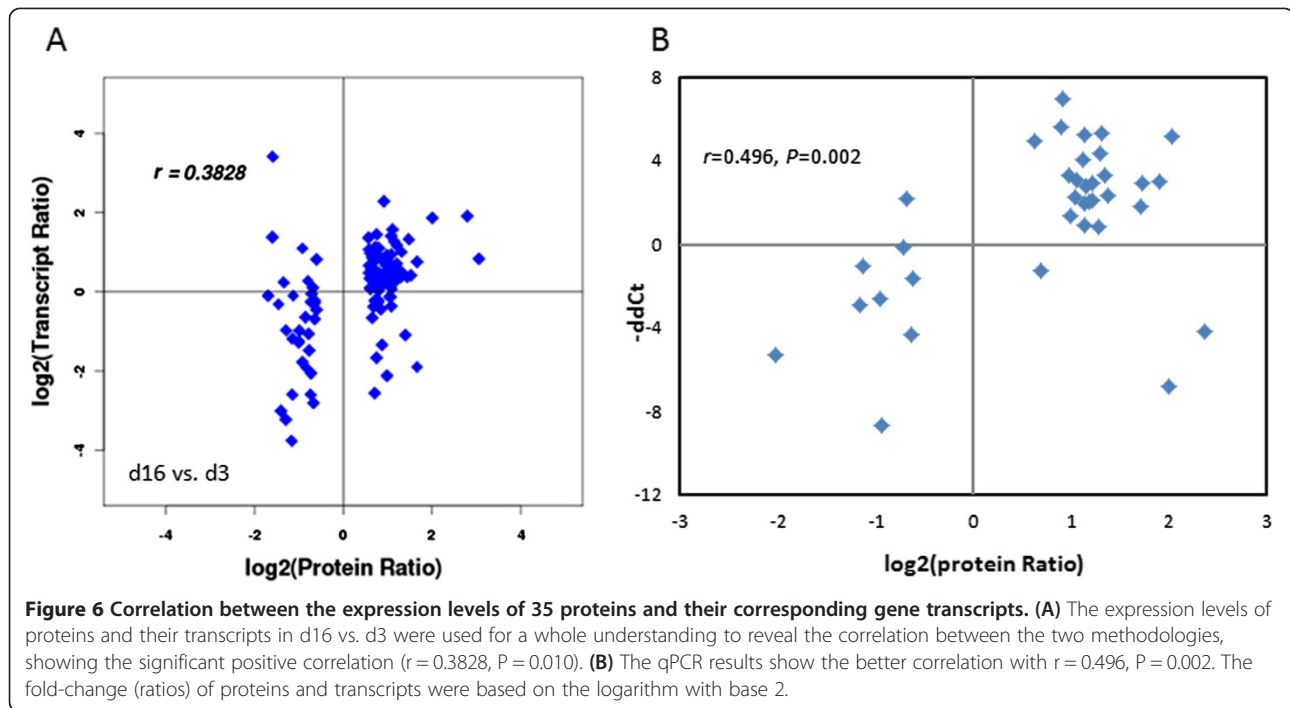 A
log2(Transcript Ratio)
4
2
0
-2
-4
r = 0.3828
d16 vs. d3
-4 -2 0 2 4
log2(Protein Ratio)
B
-ddCt
8
4
0
-4
-8
-12
r=0.496, P=0.002
-3 -2 -1 0 1 2 3
log2(protein Ratio)
Figure 6 Correlation between the expression levels of 35 proteins and their corresponding gene transcripts. (A) The expression levels of
proteins and their transcripts in d16 vs. d3 were used for a whole understanding to reveal the correlation between the two methodologies,
showing the significant positive correlation (r = 0.3828, P = 0.010). (B) The qPCR results show the better correlation with r = 0.496, P = 0.002. The
fold-change (ratios) of proteins and transcripts were based on the logarithm with base 2.